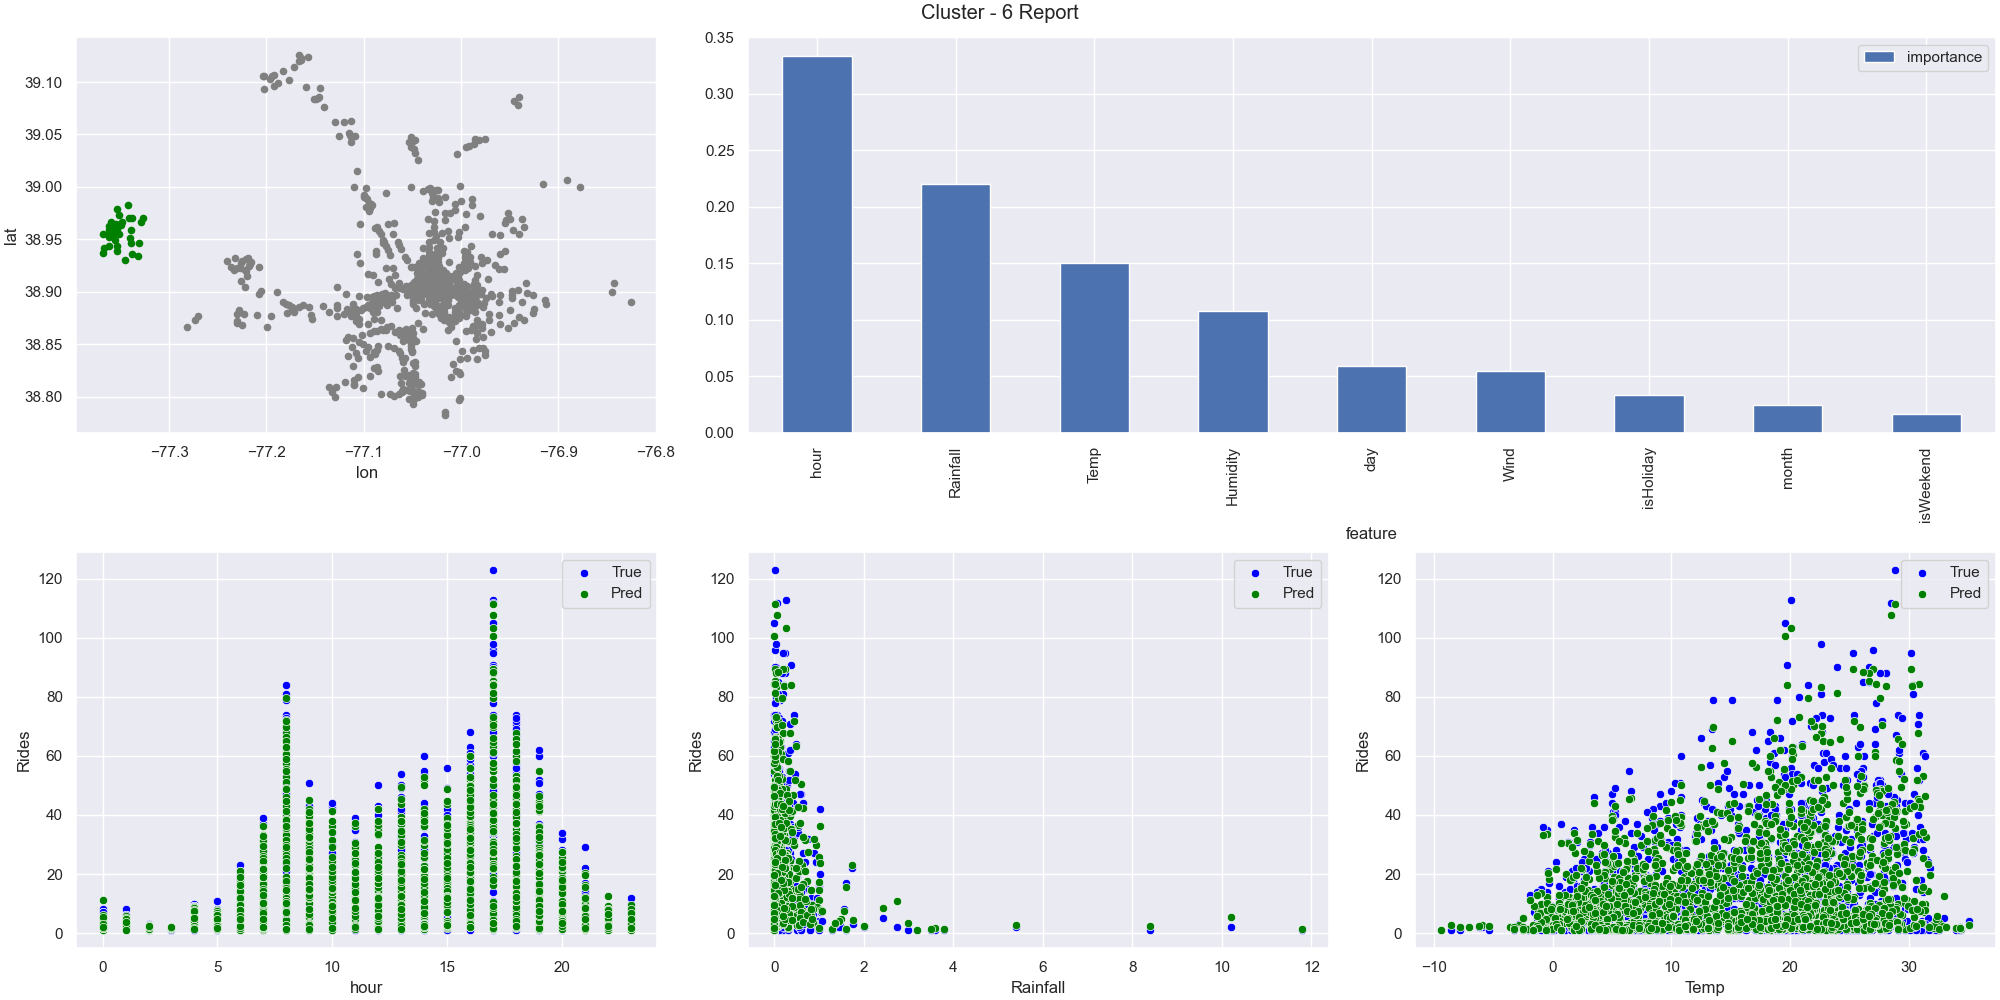 Cluster - 6 Report
39.10
39.05
39.00
38.95
38.90
38.85
38.80
lat
−77.3
−77.2
−77.1
−77.0
−76.9
−76.8
lon
0.35
0.30
0.25
0.20
0.15
0.10
0.05
0.00
importance
hour
Rainfall
Temp
Humidity
day
Wind
isHoliday
month
isWeekend
feature
120
100
80
60
40
20
0
Rides
True
Pred
0
5
10
15
20
hour
120
100
80
60
40
20
0
Rides
True
Pred
0
2
4
6
8
10
12
Rainfall
120
100
80
60
40
20
0
Rides
True
Pred
−10
0
10
20
30
Temp